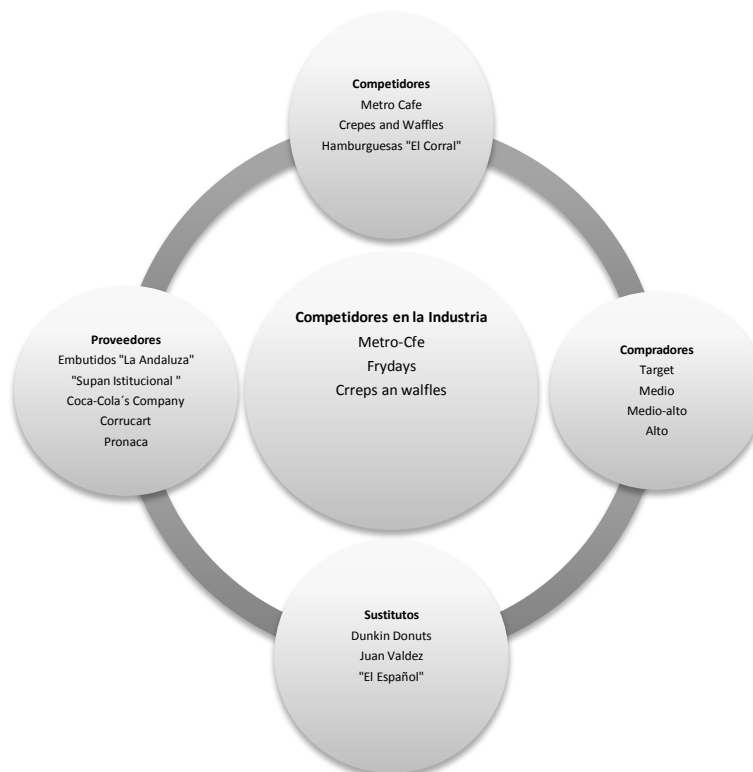 Competidores
Metro Cafe
Crepes and Waffles
Hamburguesas "El Corral"
Competidores en la Industria
Metro-Cfe
Frydays
Crreps an walfles
Proveedores
Embutidos "La Andaluza"
"Supan Istitucional "
Coca-Cola´s Company
Corrucart
Pronaca
Compradores
Target
Medio
Medio-alto
Alto
Sustitutos
Dunkin Donuts
Juan Valdez
"El Español"